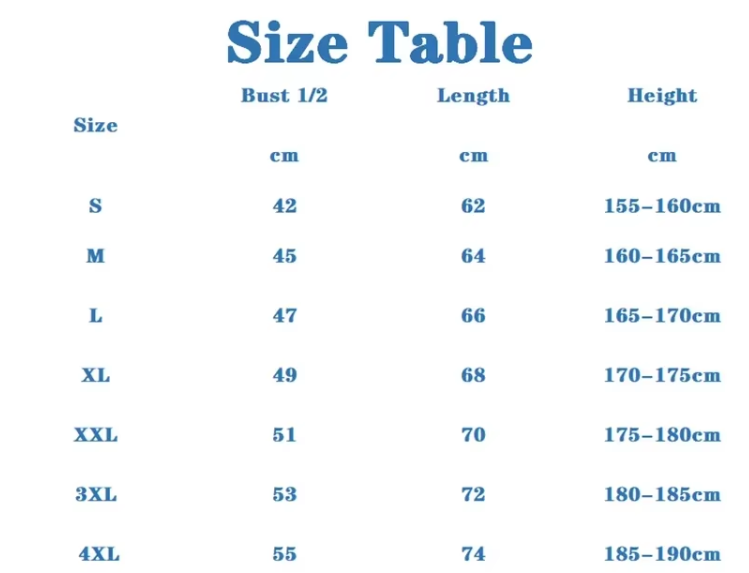 Size Table
Bust 1/2 Length Height
Size
cm cm cm
S 42 62 155-160cm
M 45 64 160-165cm
L 47 66 165-170cm
XL 49 68 170-175cm
XXL 51 70 175-180cm
3XL 53 72 180-185cm
4XL 55 74 185-190cm